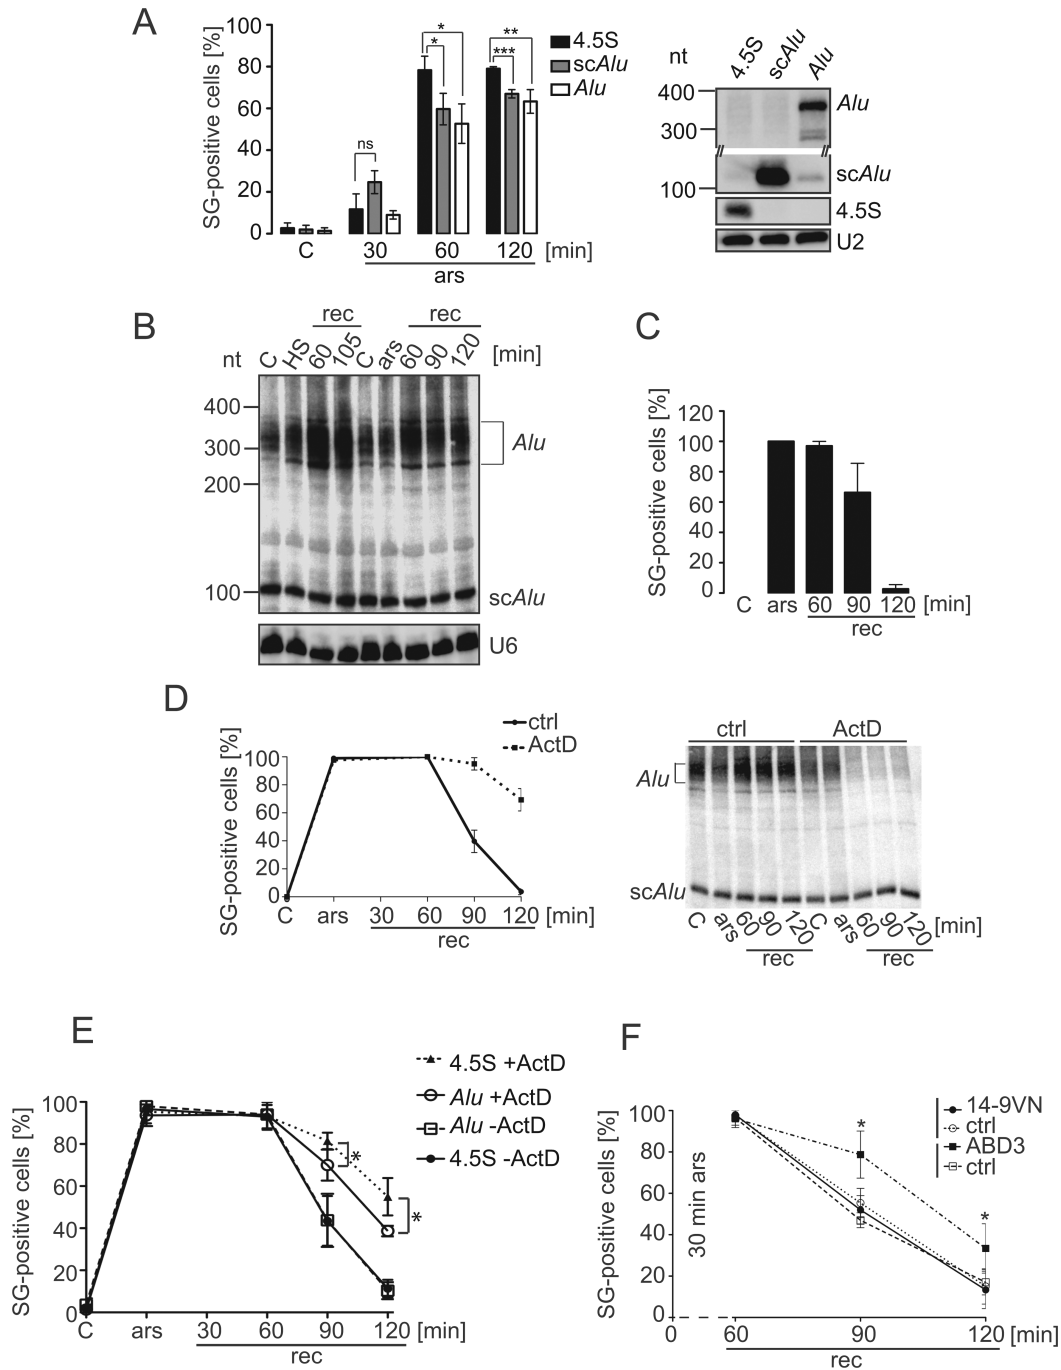 A
SG-positive cells [%]
100
80
60
40
20
0
ns
*
*
**
***
4.5S
scAlu
Alu
C
30
60
120
[min]
ars
nt
4.5S
scAlu
Alu
400
300
100
Alu
scAlu
4.5S
U2
B
rec
rec
nt
C
HS
60
105
C
ars
60
90
120
[min]
400
300
200
100
Alu
scAlu
U6
C
SG-positive cells [%]
120
100
80
60
40
20
0
C
ars
60
90
120
[min]
rec
D
SG-positive cells [%]
ctrl
ActD
100
80
60
40
20
0
C
ars
30
60
90
120
[min]
rec
ctrl
ActD
Alu
scAlu
C
ars
60
90
120
C
ars
60
90
120
[min]
rec
rec
E
SG-positive cells [%]
4.5S +ActD
Alu +ActD
Alu -ActD
4.5S -ActD
100
80
60
40
20
0
*
*
C
ars
30
60
90
120
[min]
rec
F
SG-positive cells [%]
100
80
60
40
20
0
30 min ars
14-9VN
ctrl
ABD3
ctrl
*
*
0
60
90
120
[min]
rec